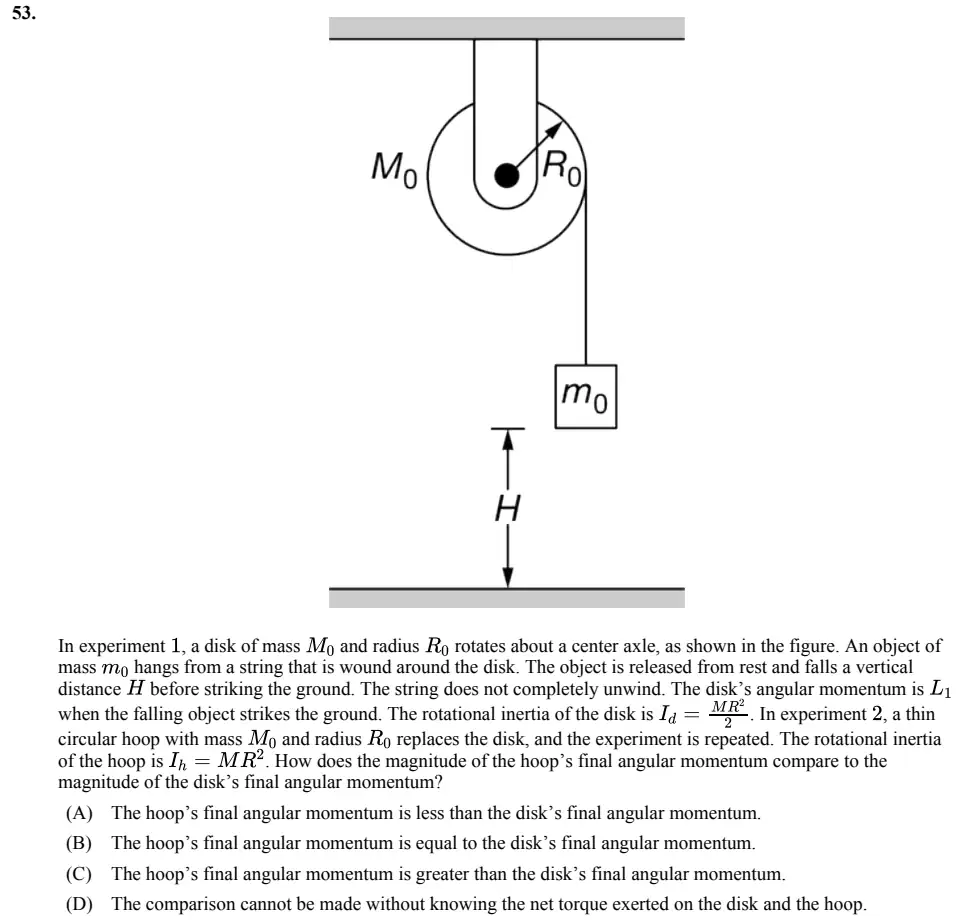 53.
M₀
R₀
m₀
H
In experiment 1, a disk of mass M₀ and radius R₀ rotates about a center axle, as shown in the figure. An object of
mass m₀ hangs from a string that is wound around the disk. The object is released from rest and falls a vertical
distance H before striking the ground. The string does not completely unwind. The disk’s angular momentum is L₁
when the falling object strikes the ground. The rotational inertia of the disk is I_d = MR²/2. In experiment 2, a thin
circular hoop with mass M₀ and radius R₀ replaces the disk, and the experiment is repeated. The rotational inertia
of the hoop is I_h = MR². How does the magnitude of the hoop’s final angular momentum compare to the
magnitude of the disk’s final angular momentum?
(A) The hoop’s final angular momentum is less than the disk’s final angular momentum.
(B) The hoop’s final angular momentum is equal to the disk’s final angular momentum.
(C) The hoop’s final angular momentum is greater than the disk’s final angular momentum.
(D) The comparison cannot be made without knowing the net torque exerted on the disk and the hoop.